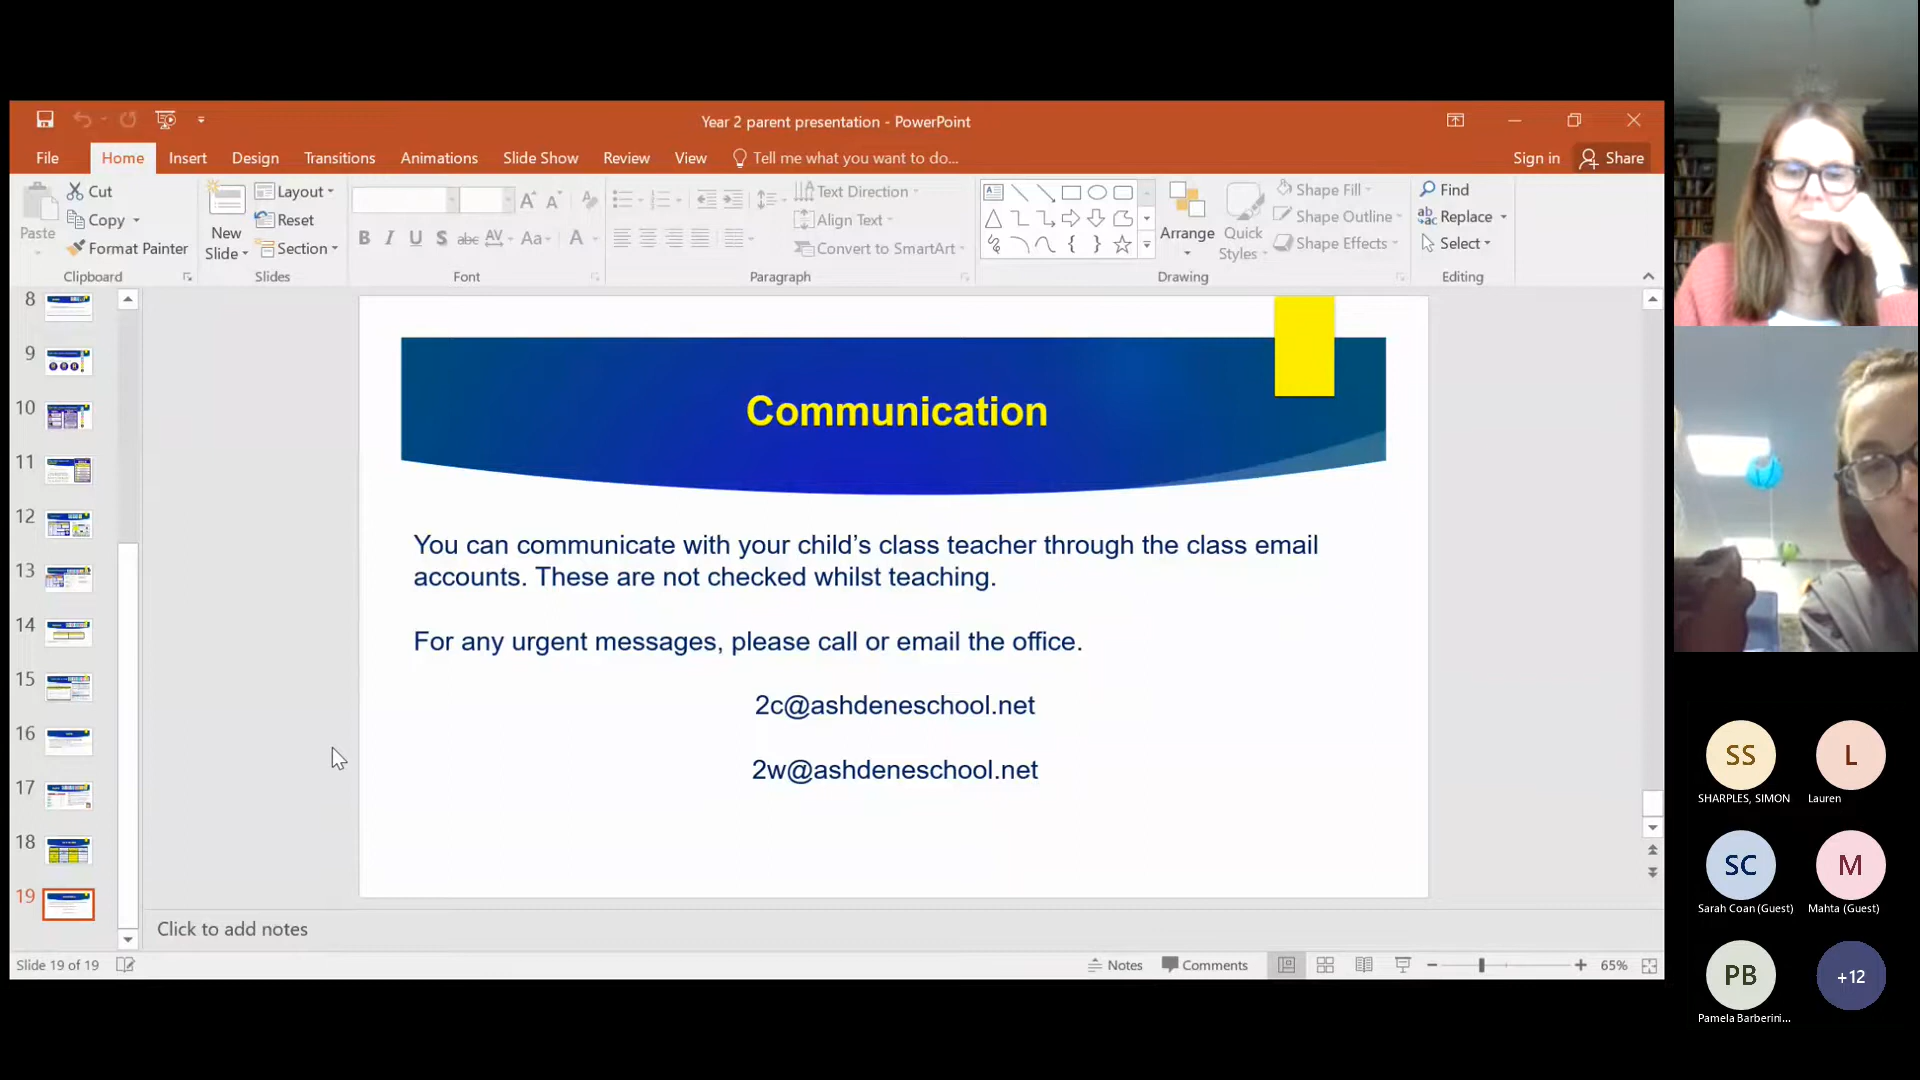 Year 2 parent presentation - PowerPoint
File Home Insert Design Transitions Animations Slide Show Review View Tell me what you want to do... Sign in Share
Paste
Cut
Copy
Format Painter
Clipboard
New Slide
Layout
Reset
Section
Slides
B I U S abc AV Aa A
Font
Text Direction
Align Text
Convert to SmartArt
Paragraph
Arrange
Quick Styles
Shape Fill
Shape Outline
Shape Effects
Drawing
Find
Replace
Select
Editing
8
9
10
11
12
13
14
15
16
17
18
19
Communication
You can communicate with your child’s class teacher through the class email
accounts. These are not checked whilst teaching.
For any urgent messages, please call or email the office.
2c@ashdeneschool.net
2w@ashdeneschool.net
Click to add notes
Slide 19 of 19
Notes Comments 65%
SS L
SHARPLES, SIMON Lauren
SC M
Sarah Coan (Guest) Mahta (Guest)
PB +12
Pamela Barberini...